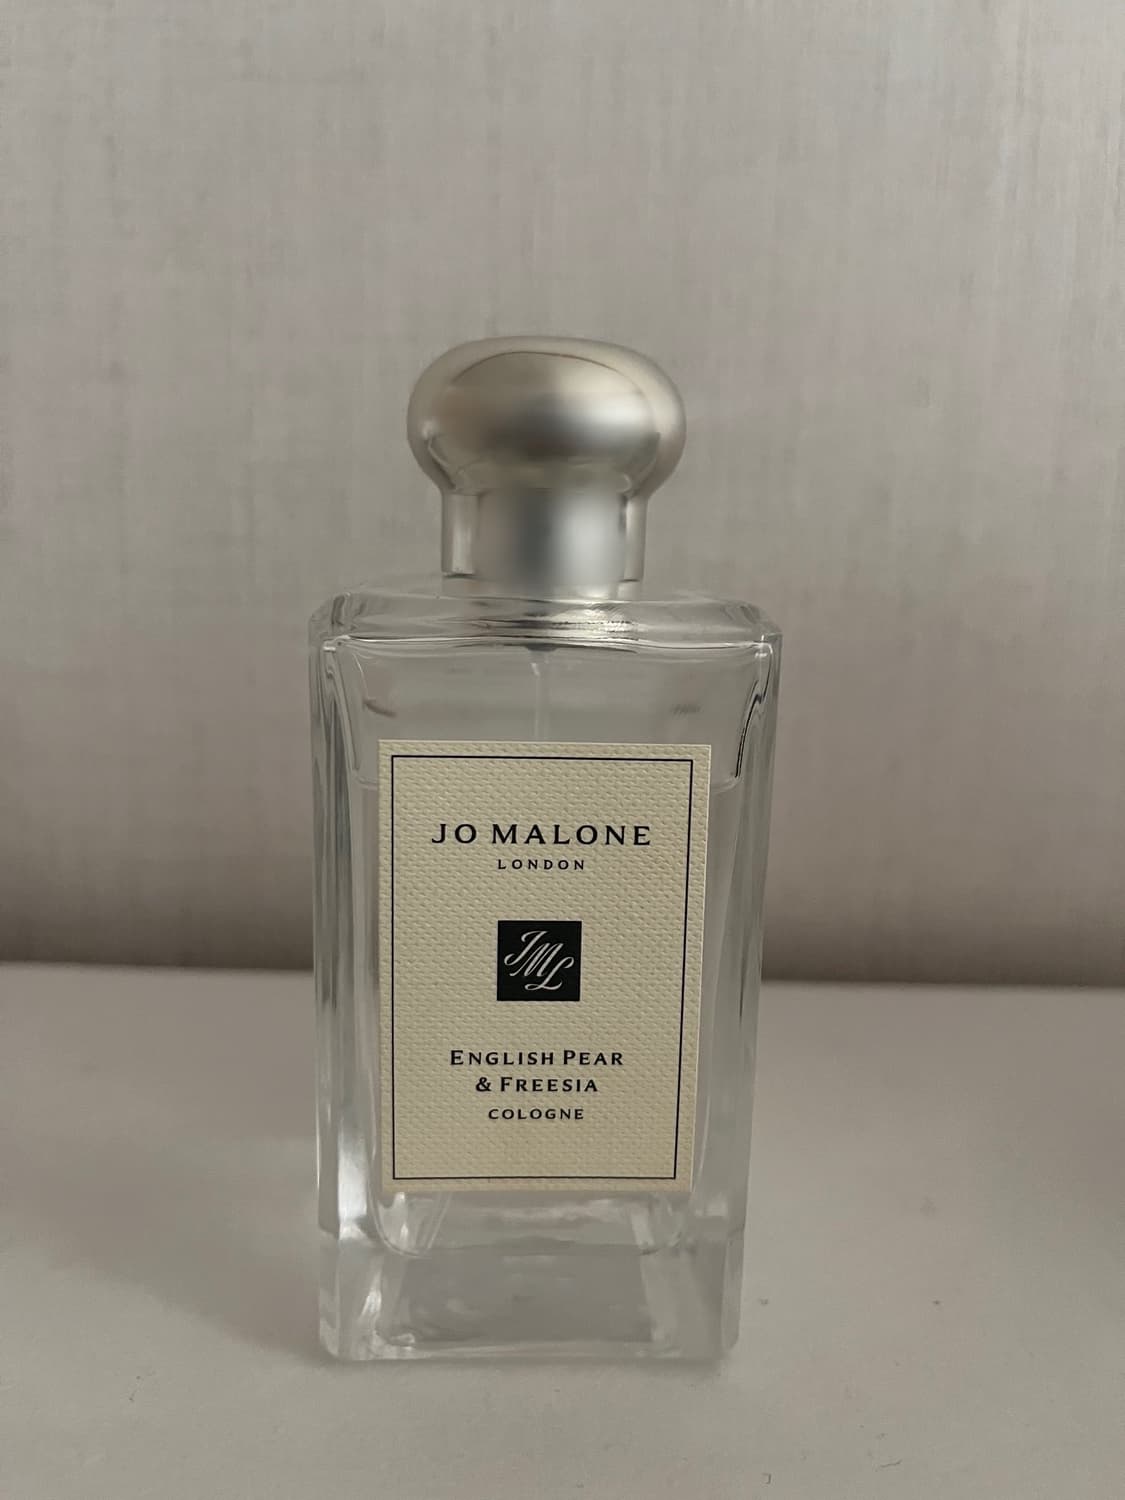 JO MALONE
LONDON
JML
ENGLISH PEAR
& FREESIA
COLOGNE